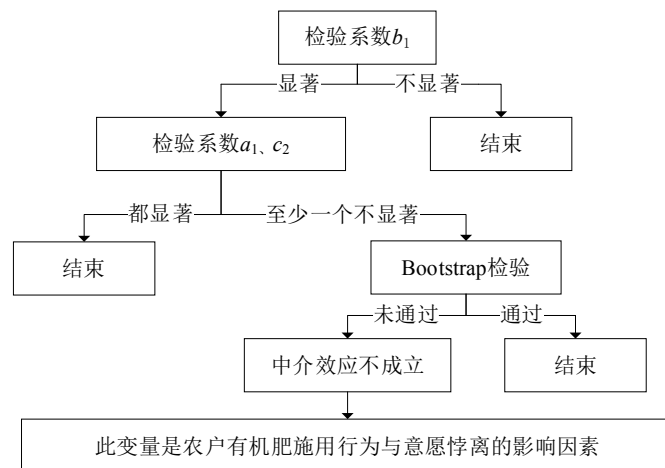 检验系数b₁
显著 不显著
检验系数a₁、c₂ 结束
都显著 至少一个不显著
结束 Bootstrap检验
未通过 通过
中介效应不成立 结束
此变量是农户有机肥施用行为与意愿悖离的影响因素